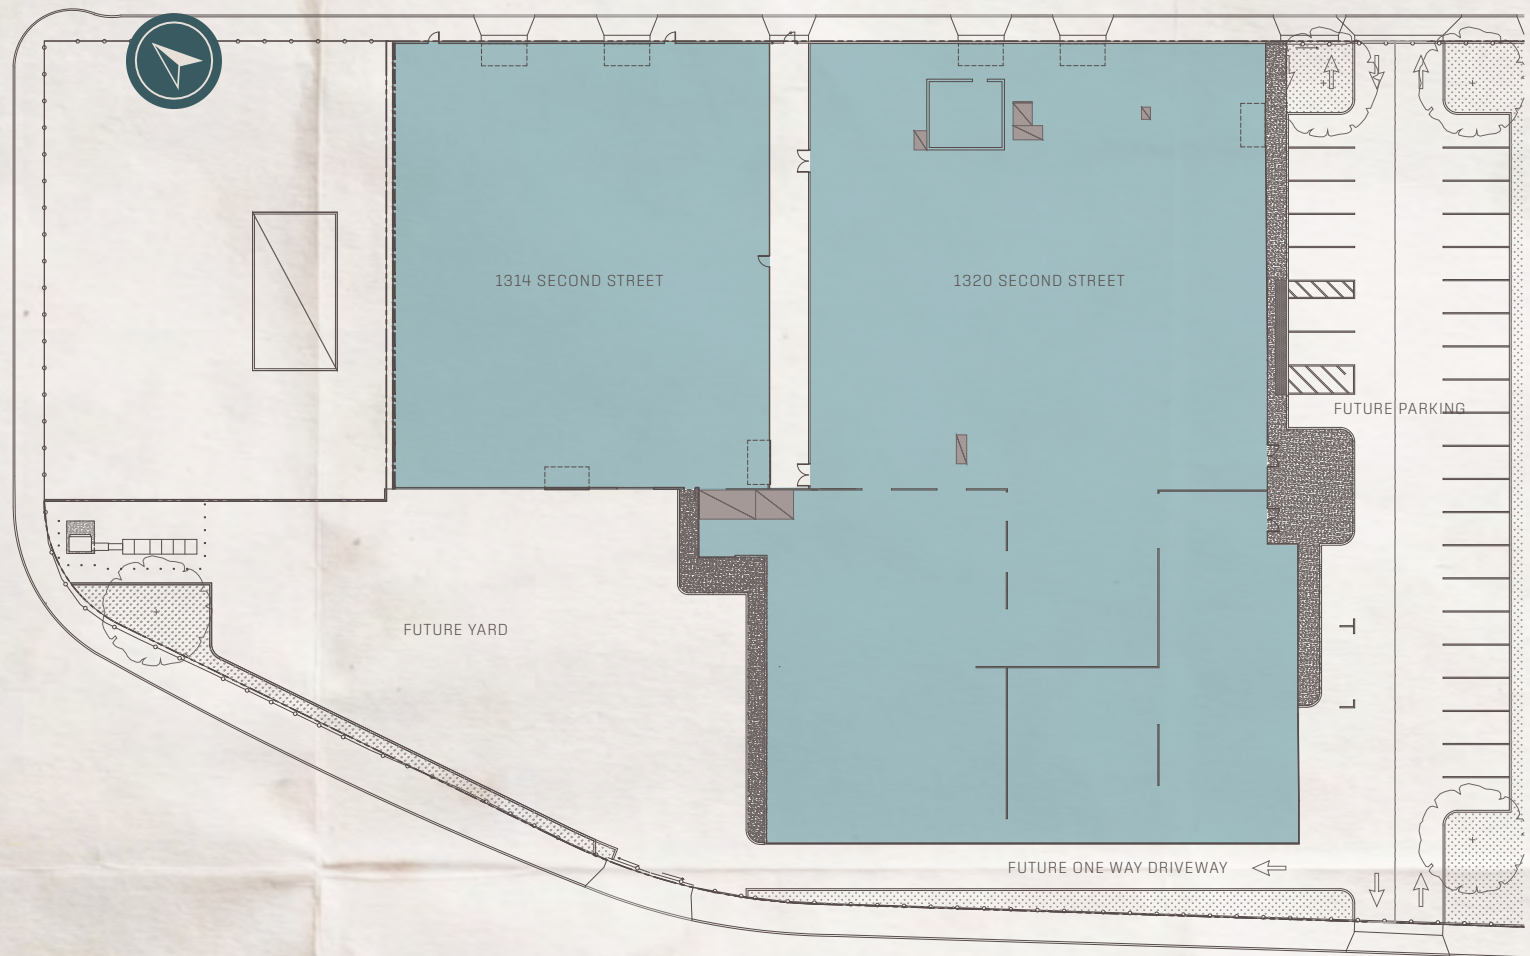 1314 SECOND STREET
1320 SECOND STREET
FUTURE PARKING
FUTURE YARD
FUTURE ONE WAY DRIVEWAY